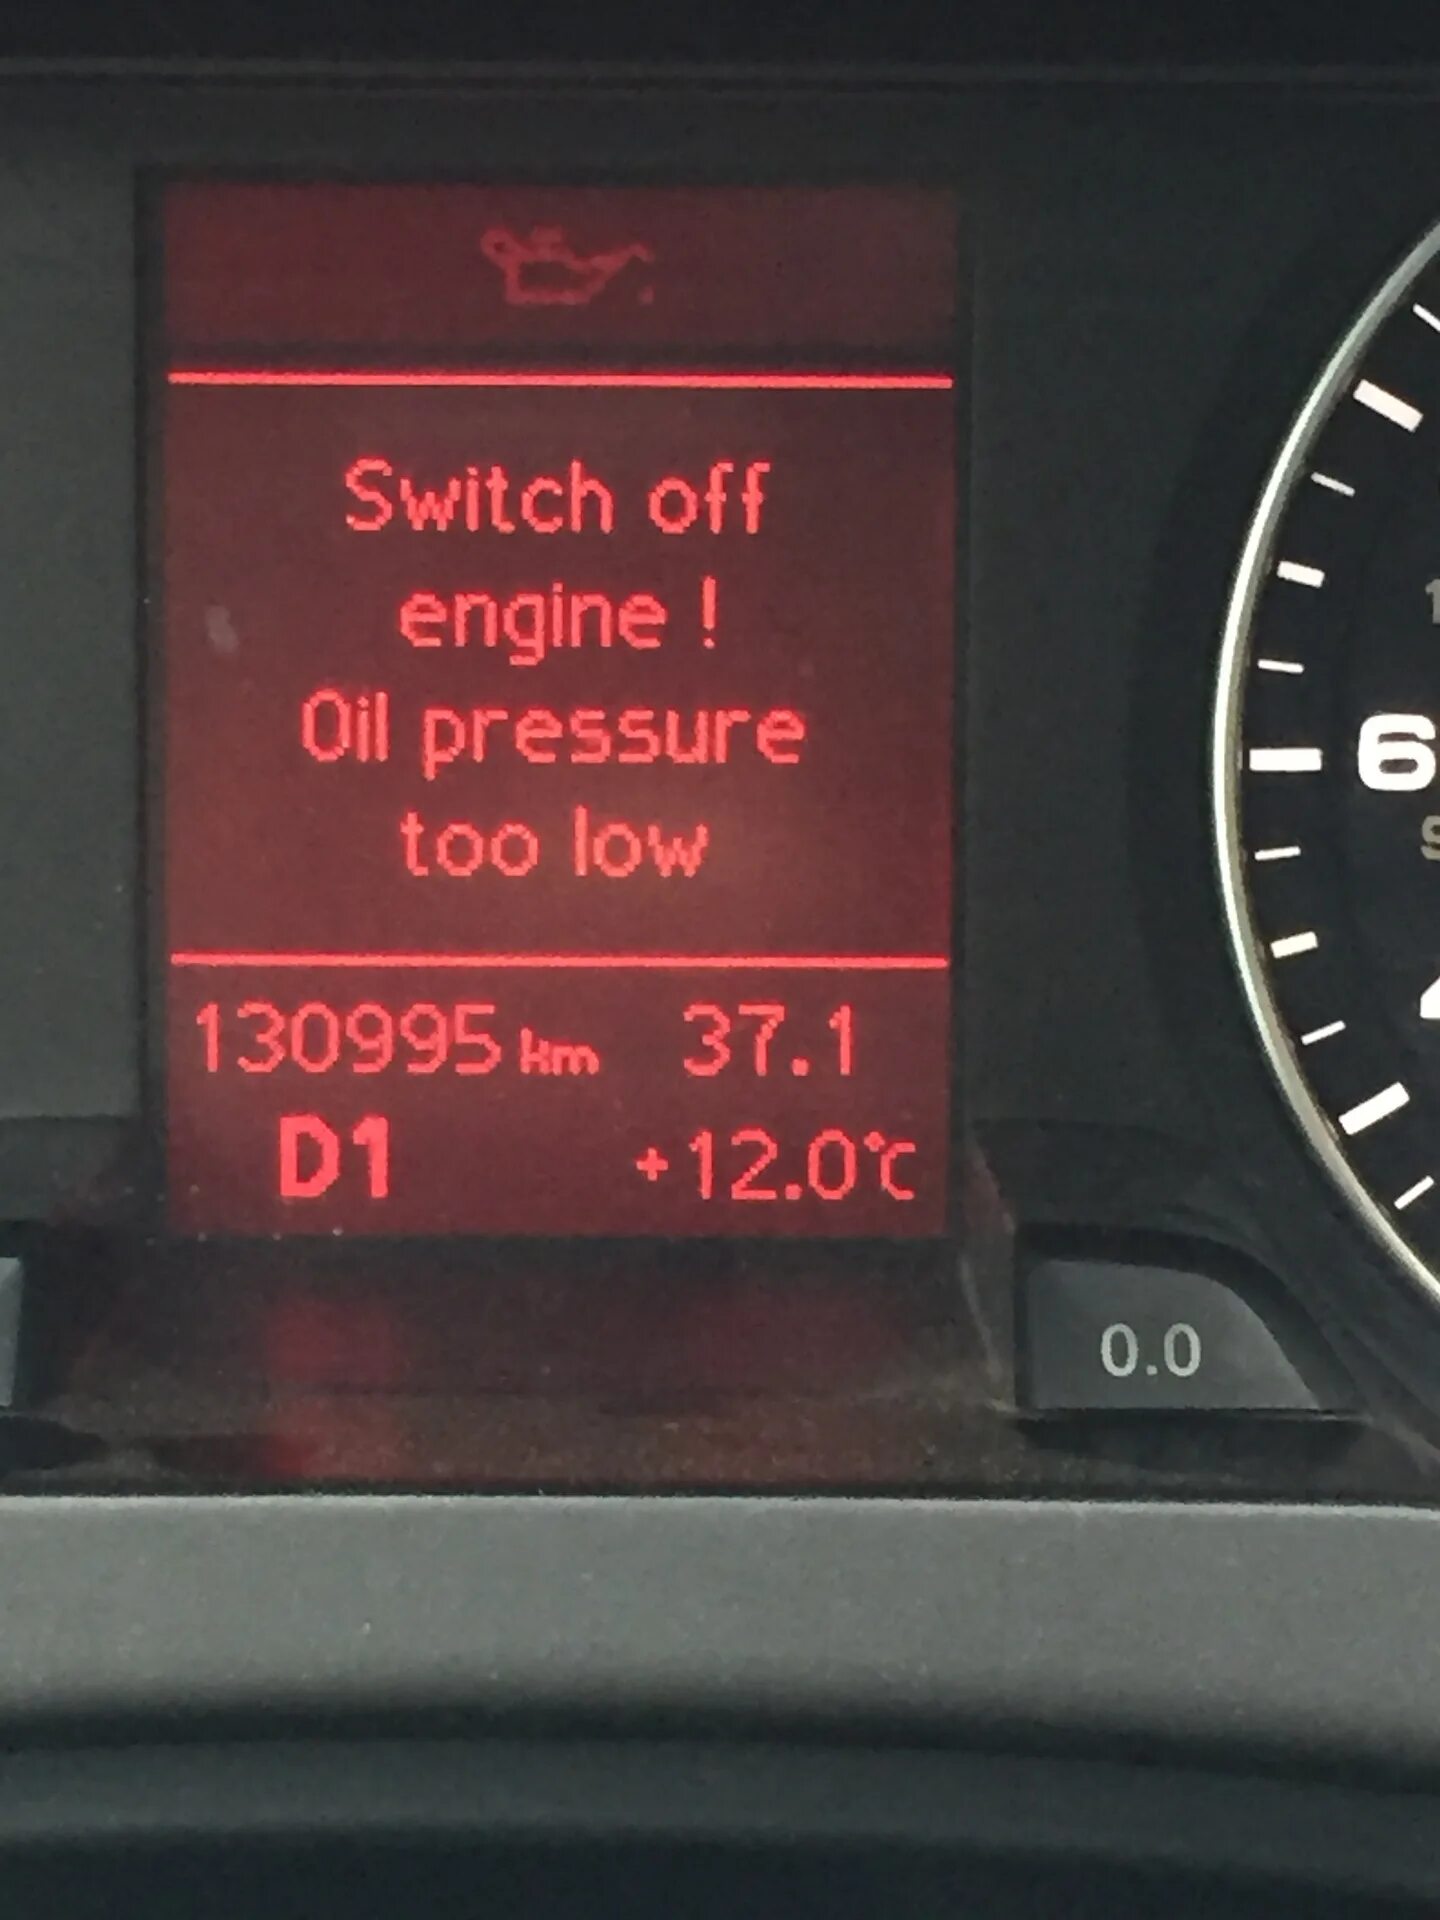 Switch off
engine !
Oil pressure
too low
130995 km 37.1
D1 +12.0°C
0.0
6